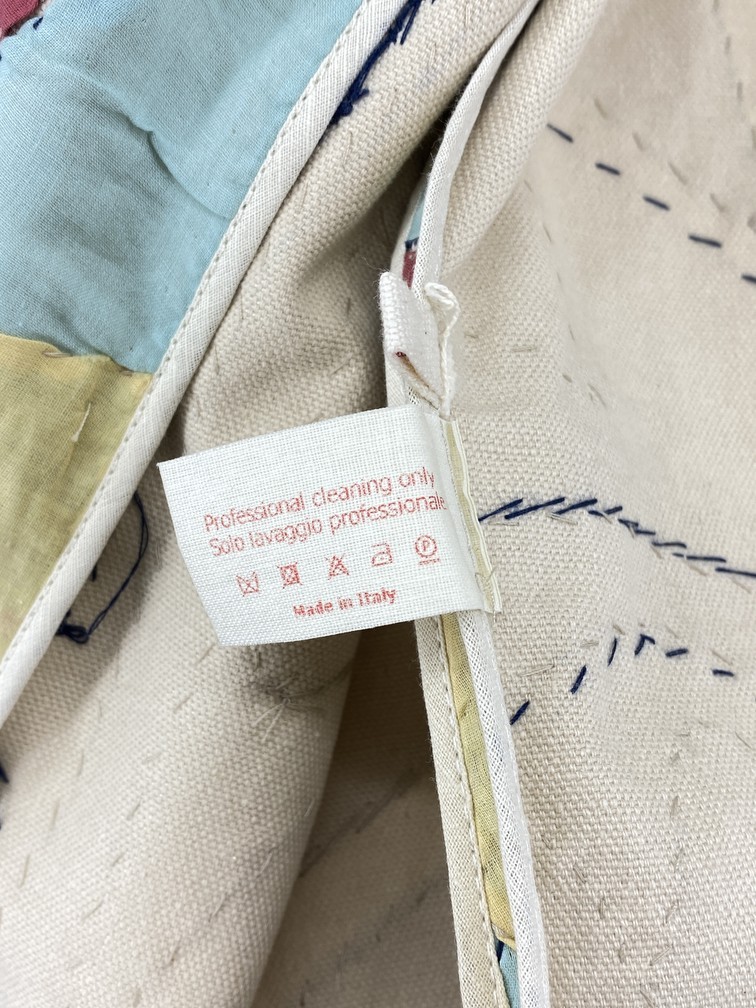 Professional cleaning only
Solo lavaggio professionale
P
Made in Italy